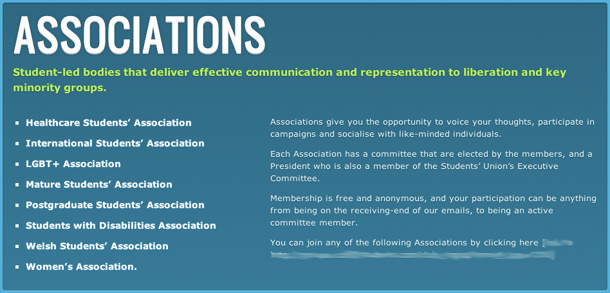 ASSOCIATIONS
Student-led bodies that deliver effective communication and representation to liberation and key
minority groups.
Healthcare Students’ Association
International Students’ Association
LGBT+ Association
Mature Students’ Association
Postgraduate Students’ Association
Students with Disabilities Association
Welsh Students’ Association
Women’s Association.
Associations give you the opportunity to voice your thoughts, participate in
campaigns and socialise with like-minded individuals.
Each Association has a committee that are elected by the members, and a
President who is also a member of the Students’ Union’s Executive
Committee.
Membership is free and anonymous, and your participation can be anything
from being on the receiving-end of our emails, to being an active
committee member.
You can join any of the following Associations by clicking here